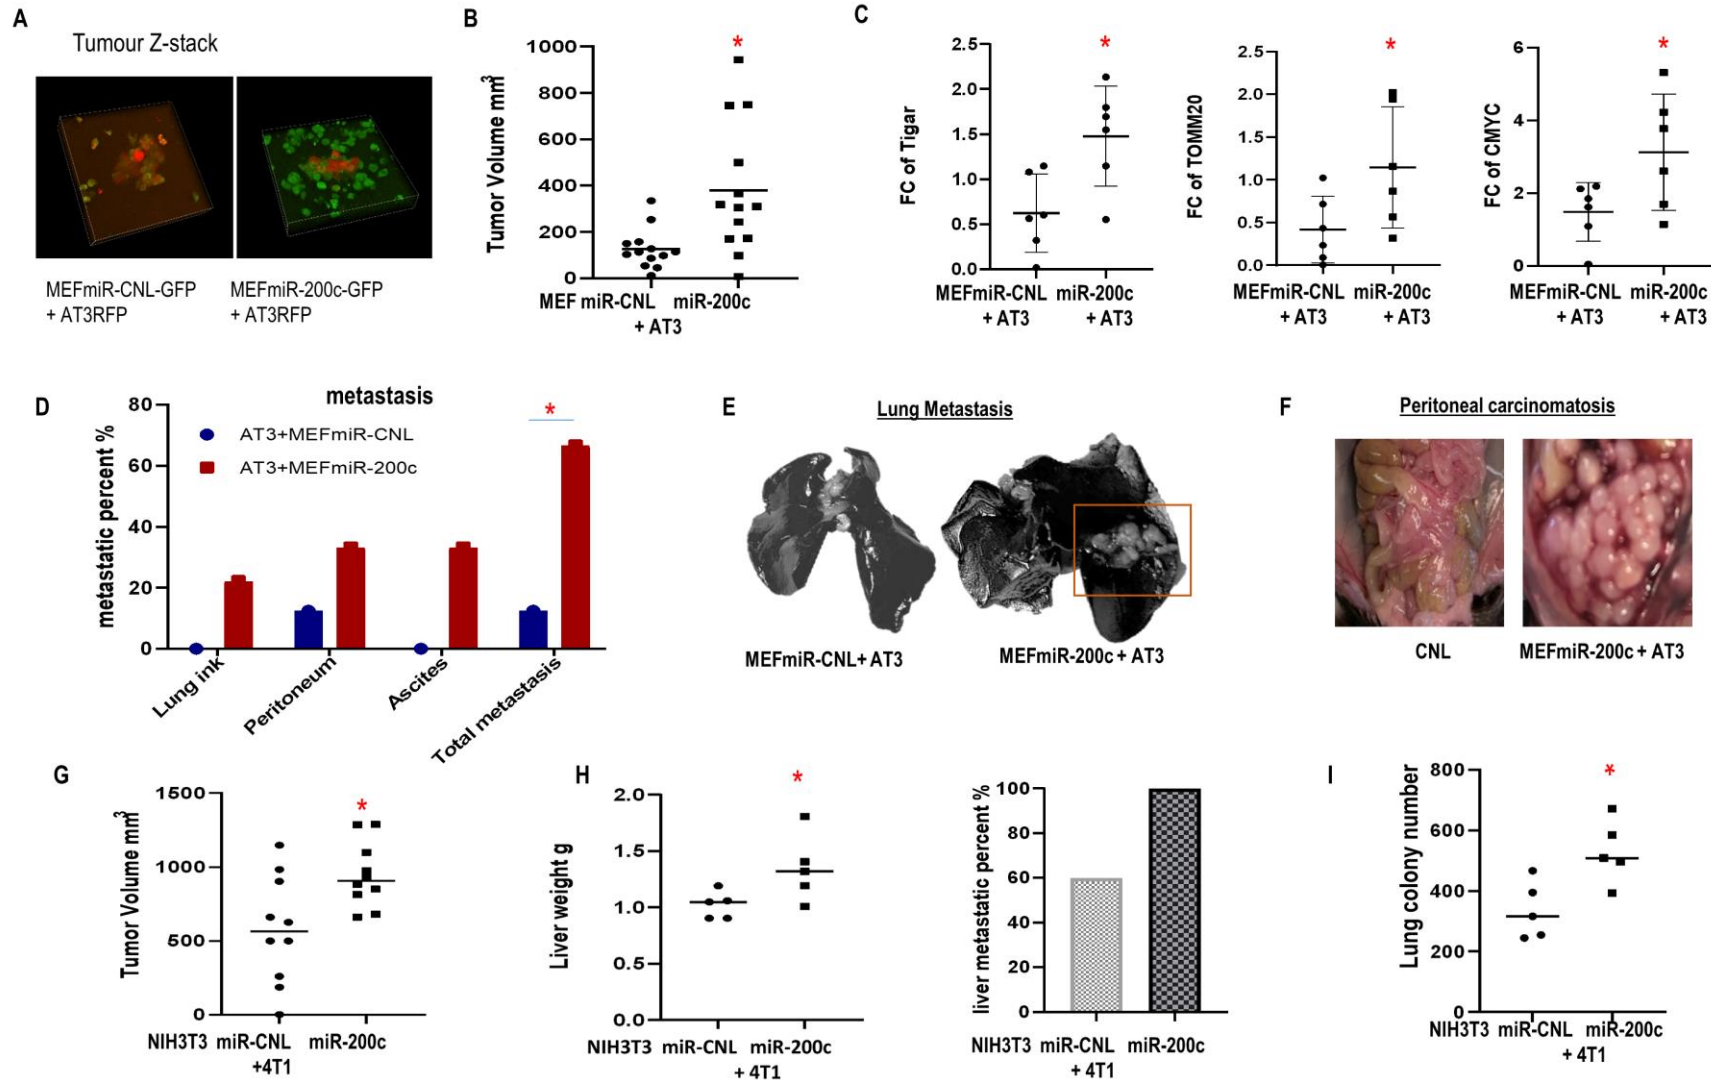 A
Tumour Z-stack
MEFmiR-CNL-GFP
+ AT3RFP
MEFmiR-200c-GFP
+ AT3RFP
B
Tumor Volume mm3
1000
800
600
400
200
0
*
MEF miR-CNL miR-200c
+ AT3
C
FC of Tigar
2.5
2.0
1.5
1.0
0.5
0.0
*
MEFmiR-CNL miR-200c
+ AT3 + AT3
FC of TOMM20
2.5
2.0
1.5
1.0
0.5
0.0
*
MEFmiR-CNL miR-200c
+ AT3 + AT3
FC of CMYC
6
4
2
0
*
MEFmiR-CNL miR-200c
+ AT3 + AT3
D
metastasis
metastatic percent %
80
60
40
20
0
AT3+MEFmiR-CNL
AT3+MEFmiR-200c
*
Lung ink
Peritoneum
Ascites
Total metastasis
E
Lung Metastasis
MEFmiR-CNL+ AT3
MEFmiR-200c + AT3
F
Peritoneal carcinomatosis
CNL
MEFmiR-200c + AT3
G
Tumor Volume mm3
1500
1000
500
0
*
NIH3T3 miR-CNL miR-200c
+4T1
H
Liver weight g
2.0
1.5
1.0
0.5
0.0
*
NIH3T3 miR-CNL miR-200c
+ 4T1
liver metastatic percent %
100
80
60
40
20
0
NIH3T3 miR-CNL miR-200c
+ 4T1
I
Lung colony number
800
600
400
200
0
*
NIH3T3 miR-CNL miR-200c
+ 4T1